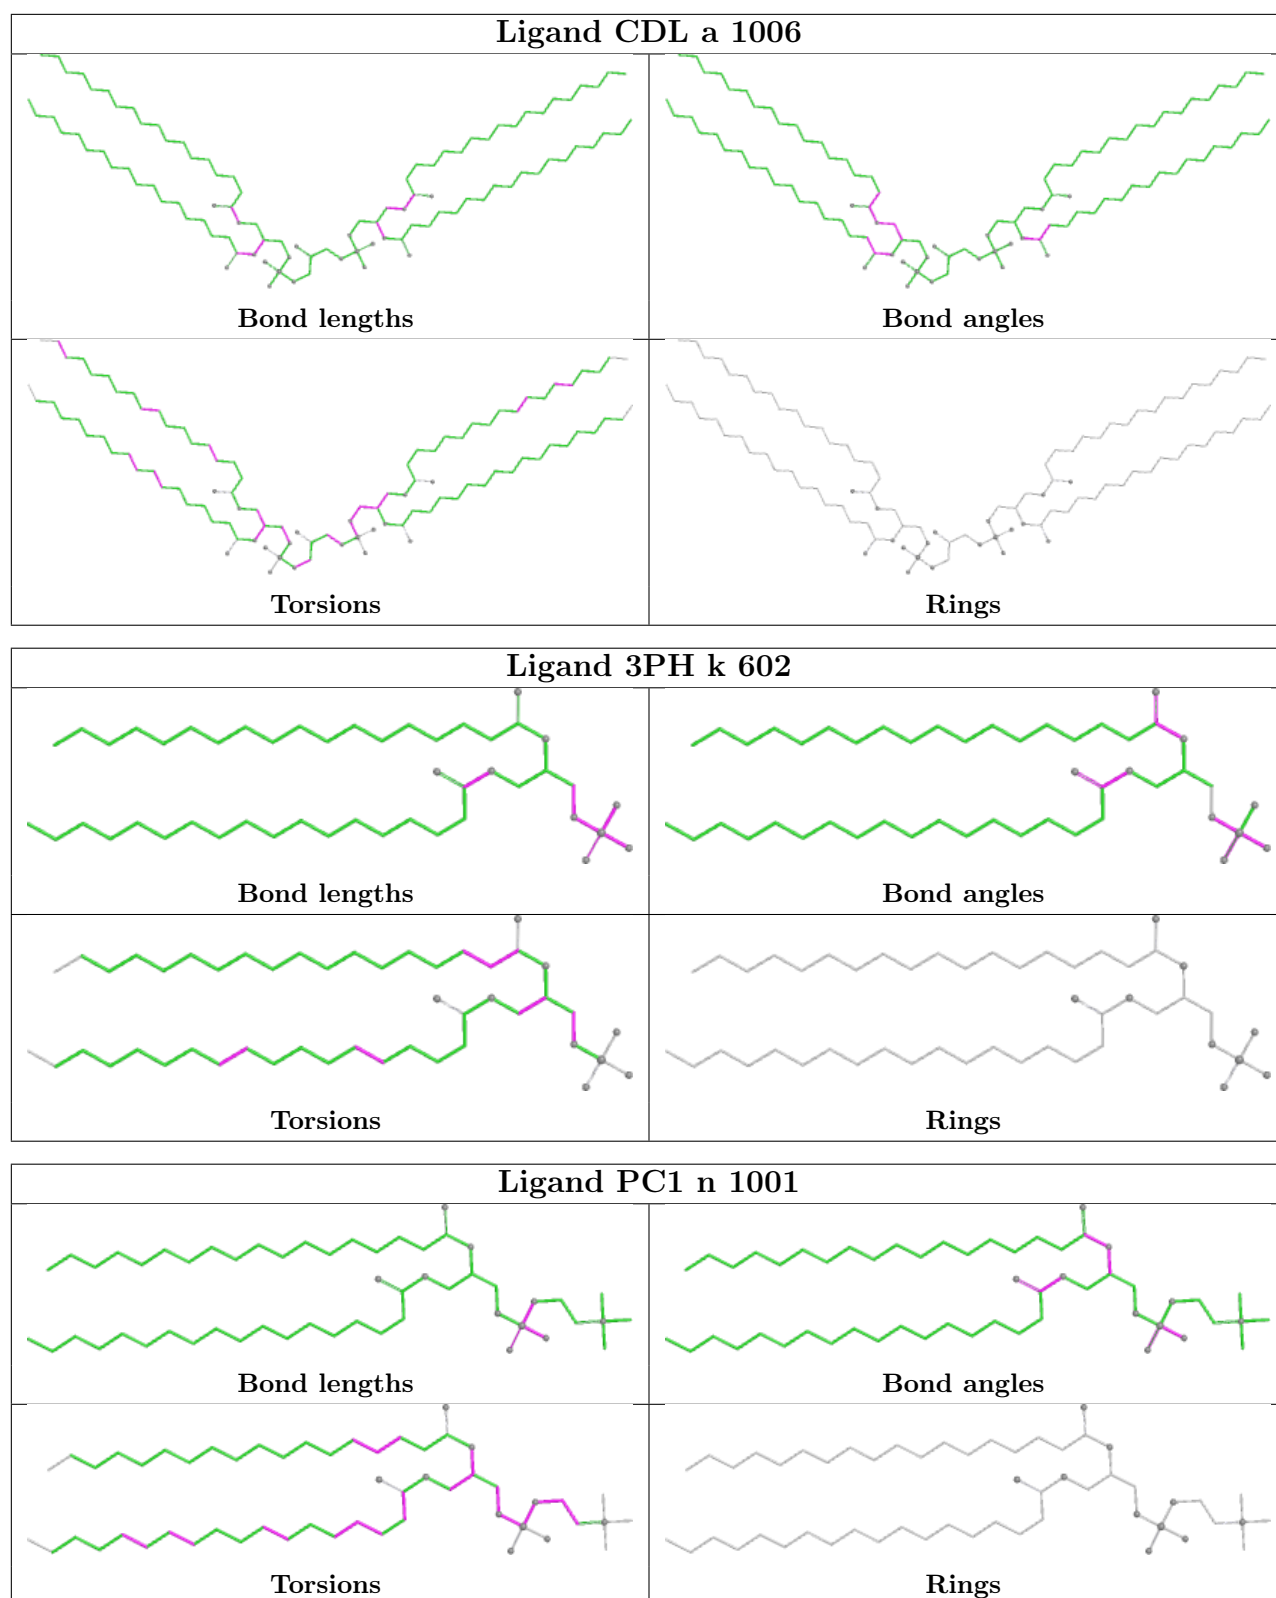 Ligand CDL a 1006
Bond lengths
Bond angles
Torsions
Rings
Ligand 3PH k 602
Bond lengths
Bond angles
Torsions
Rings
Ligand PC1 n 1001
Bond lengths
Bond angles
Torsions
Rings